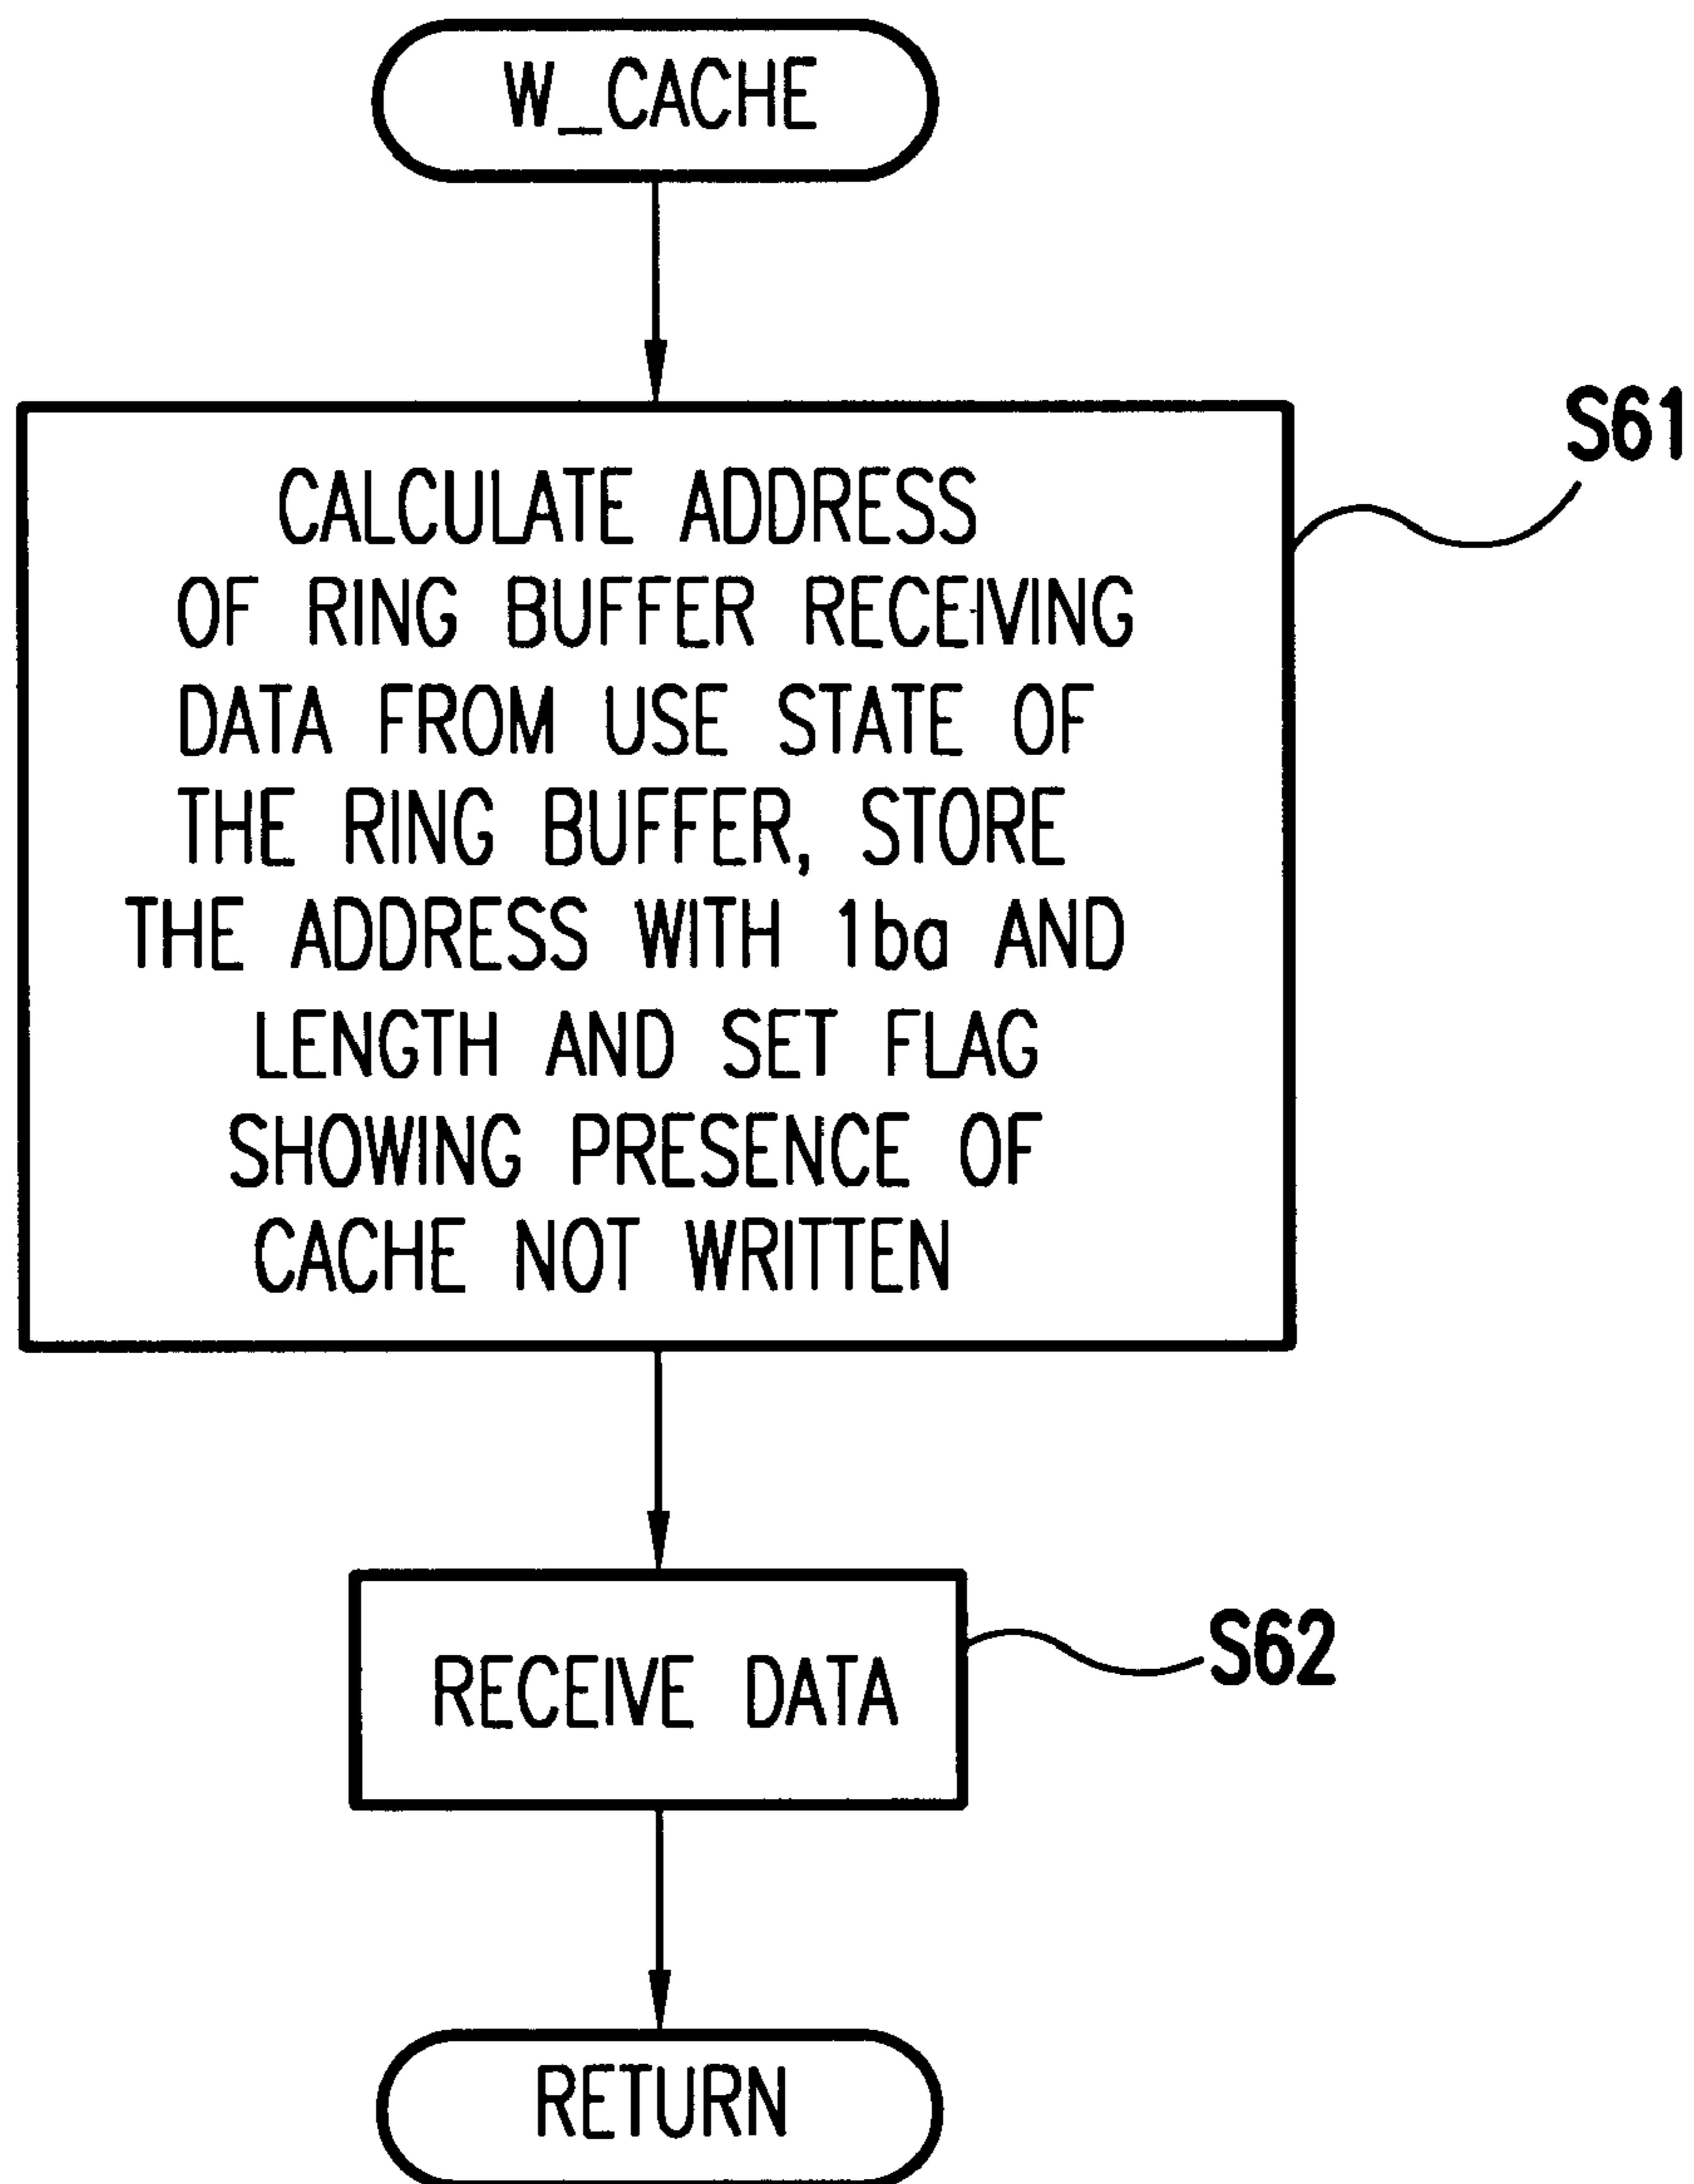 W_CACHE
S61
CALCULATE ADDRESS
OF RING BUFFER RECEIVING
DATA FROM USE STATE OF
THE RING BUFFER, STORE
THE ADDRESS WITH 1ba AND
LENGTH AND SET FLAG
SHOWING PRESENCE OF
CACHE NOT WRITTEN
RECEIVE DATA
S62
RETURN